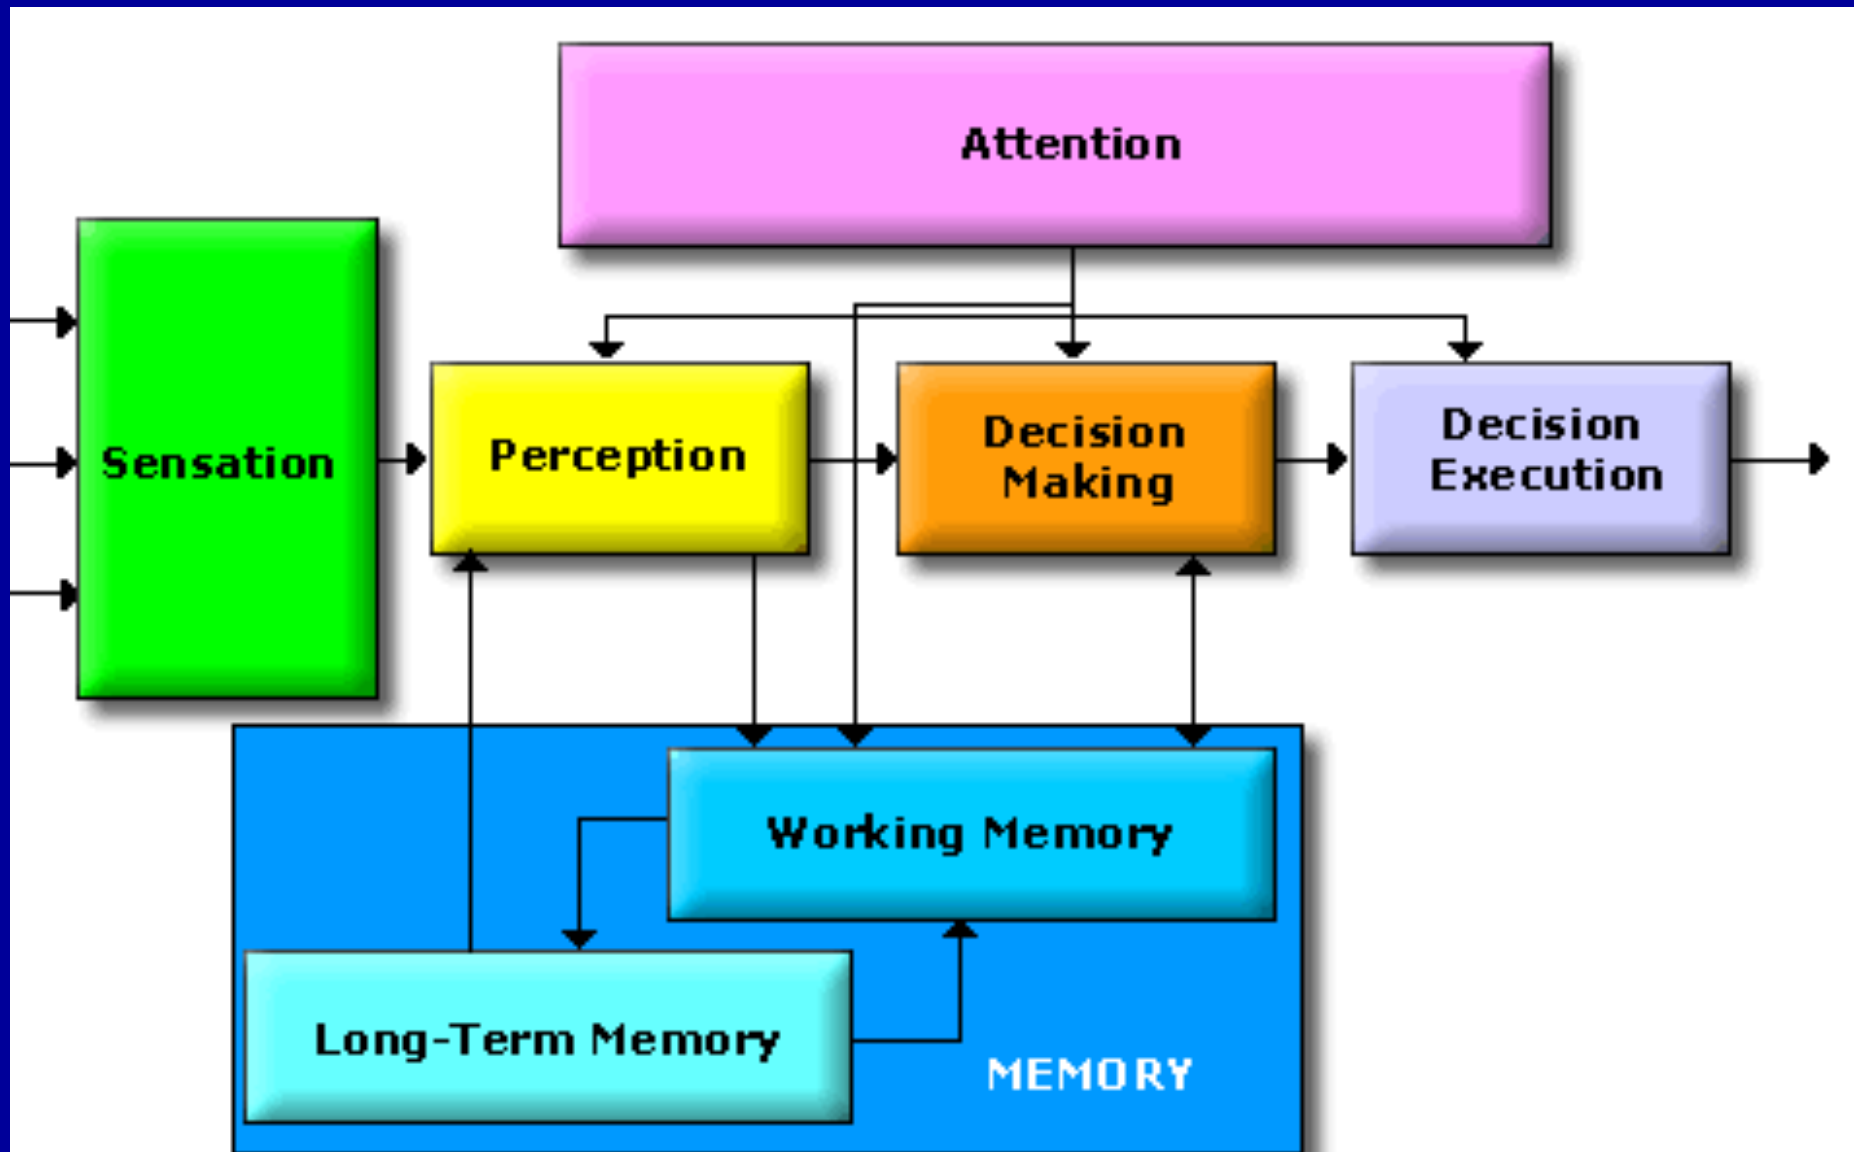 Attention
Sensation
Perception
Decision
Making
Decision
Execution
Working Memory
Long-Term Memory
MEMORY